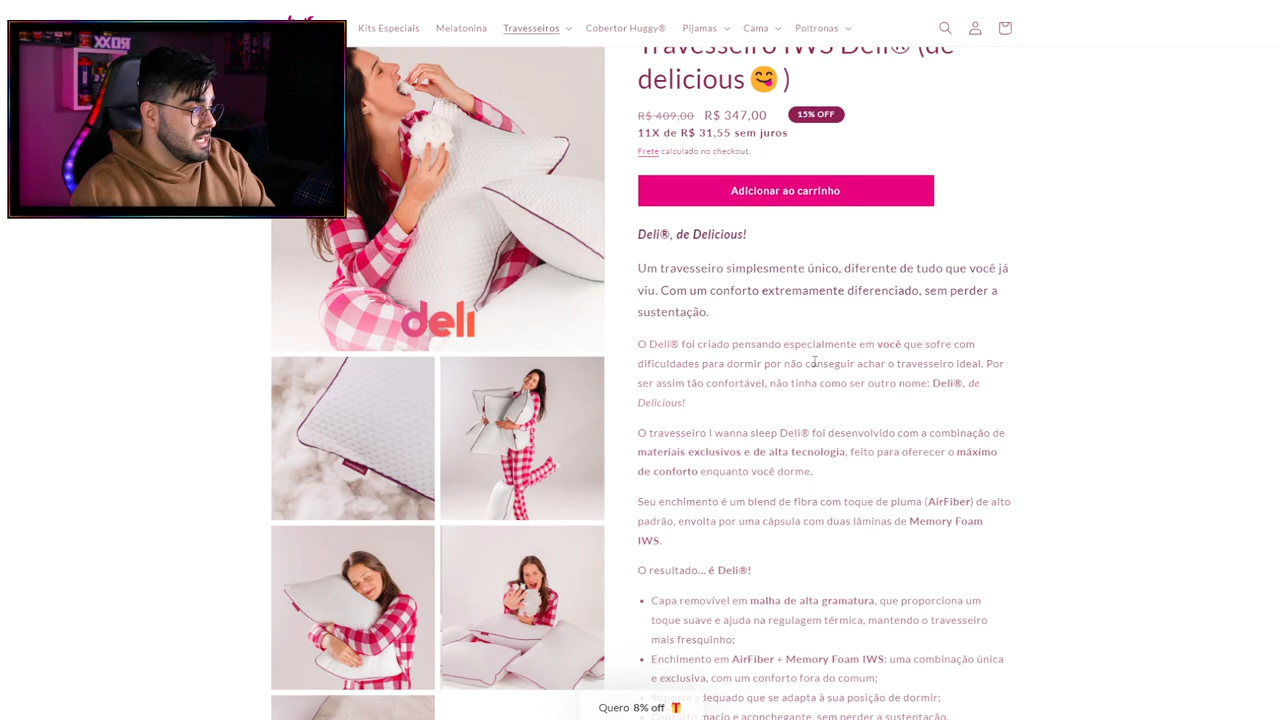 Kits Especiais Melatonina Travesseiros Cobertor Huggy® Pijamas Cama Poltronas
XXOƧ
Travesseiro IWS Deli® (de
delicious 😋 )
R$ 409,00 R$ 347,00 15% OFF
11X de R$ 31,55 sem juros
Frete calculado no checkout.
Adicionar ao carrinho
Deli®, de Delicious!
Um travesseiro simplesmente único, diferente de tudo que você já
viu. Com um conforto extremamente diferenciado, sem perder a
sustentação.
deli
O Deli® foi criado pensando especialmente em você que sofre com
dificuldades para dormir por não conseguir achar o travesseiro ideal. Por
ser assim tão confortável, não tinha como ser outro nome: Deli®, de
Delicious!
O travesseiro I wanna sleep Deli® foi desenvolvido com a combinação de
materiais exclusivos e de alta tecnologia, feito para oferecer o máximo
de conforto enquanto você dorme.
Seu enchimento é um blend de fibra com toque de pluma (AirFiber) de alto
padrão, envolta por uma cápsula com duas lâminas de Memory Foam
IWS.
O resultado... é Deli®!
• Capa removível em malha de alta gramatura, que proporciona um
toque suave e ajuda na regulagem térmica, mantendo o travesseiro
mais fresquinho;
• Enchimento em AirFiber + Memory Foam IWS: uma combinação única
e exclusiva, com um conforto fora do comum;
• Suporte adequado que se adapta à sua posição de dormir;
• Conforto macio e aconchegante, sem perder a sustentação.
Quero 8% off 🎁